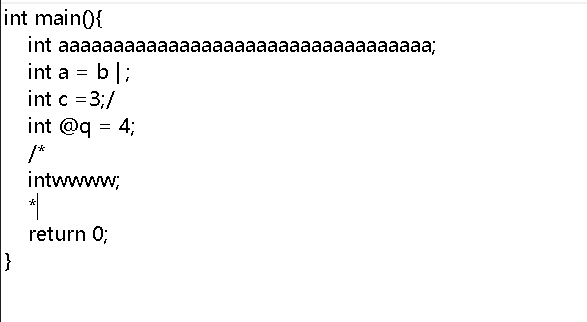 int main(){
int aaaaaaaaaaaaaaaaaaaaaaaaaaaaaaaaaa;
int a = b |;
int c =3;/
int @q = 4;
/*
intwwww;
*
return 0;
}